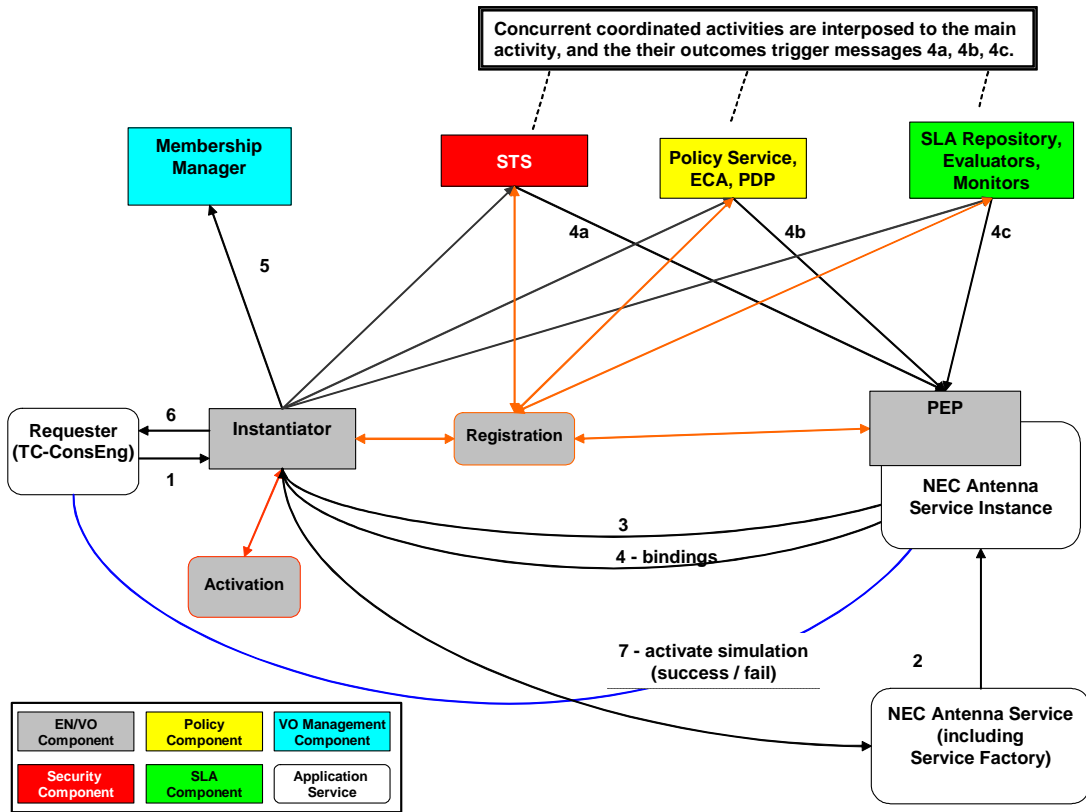 Concurrent coordinated activities are interposed to the main
activity, and the their outcomes trigger messages 4a, 4b, 4c.
Membership
Manager
STS
Policy Service,
ECA, PDP
SLA Repository,
Evaluators,
Monitors
4a
4b
4c
5
6
Requester
(TC-ConsEng)
1
Instantiator
Registration
PEP
NEC Antenna
Service Instance
3
4 - bindings
Activation
7 - activate simulation
(success / fail)
2
NEC Antenna Service
(including
Service Factory)
EN/VO
Component
Policy
Component
VO Management
Component
Security
Component
SLA
Component
Application
Service